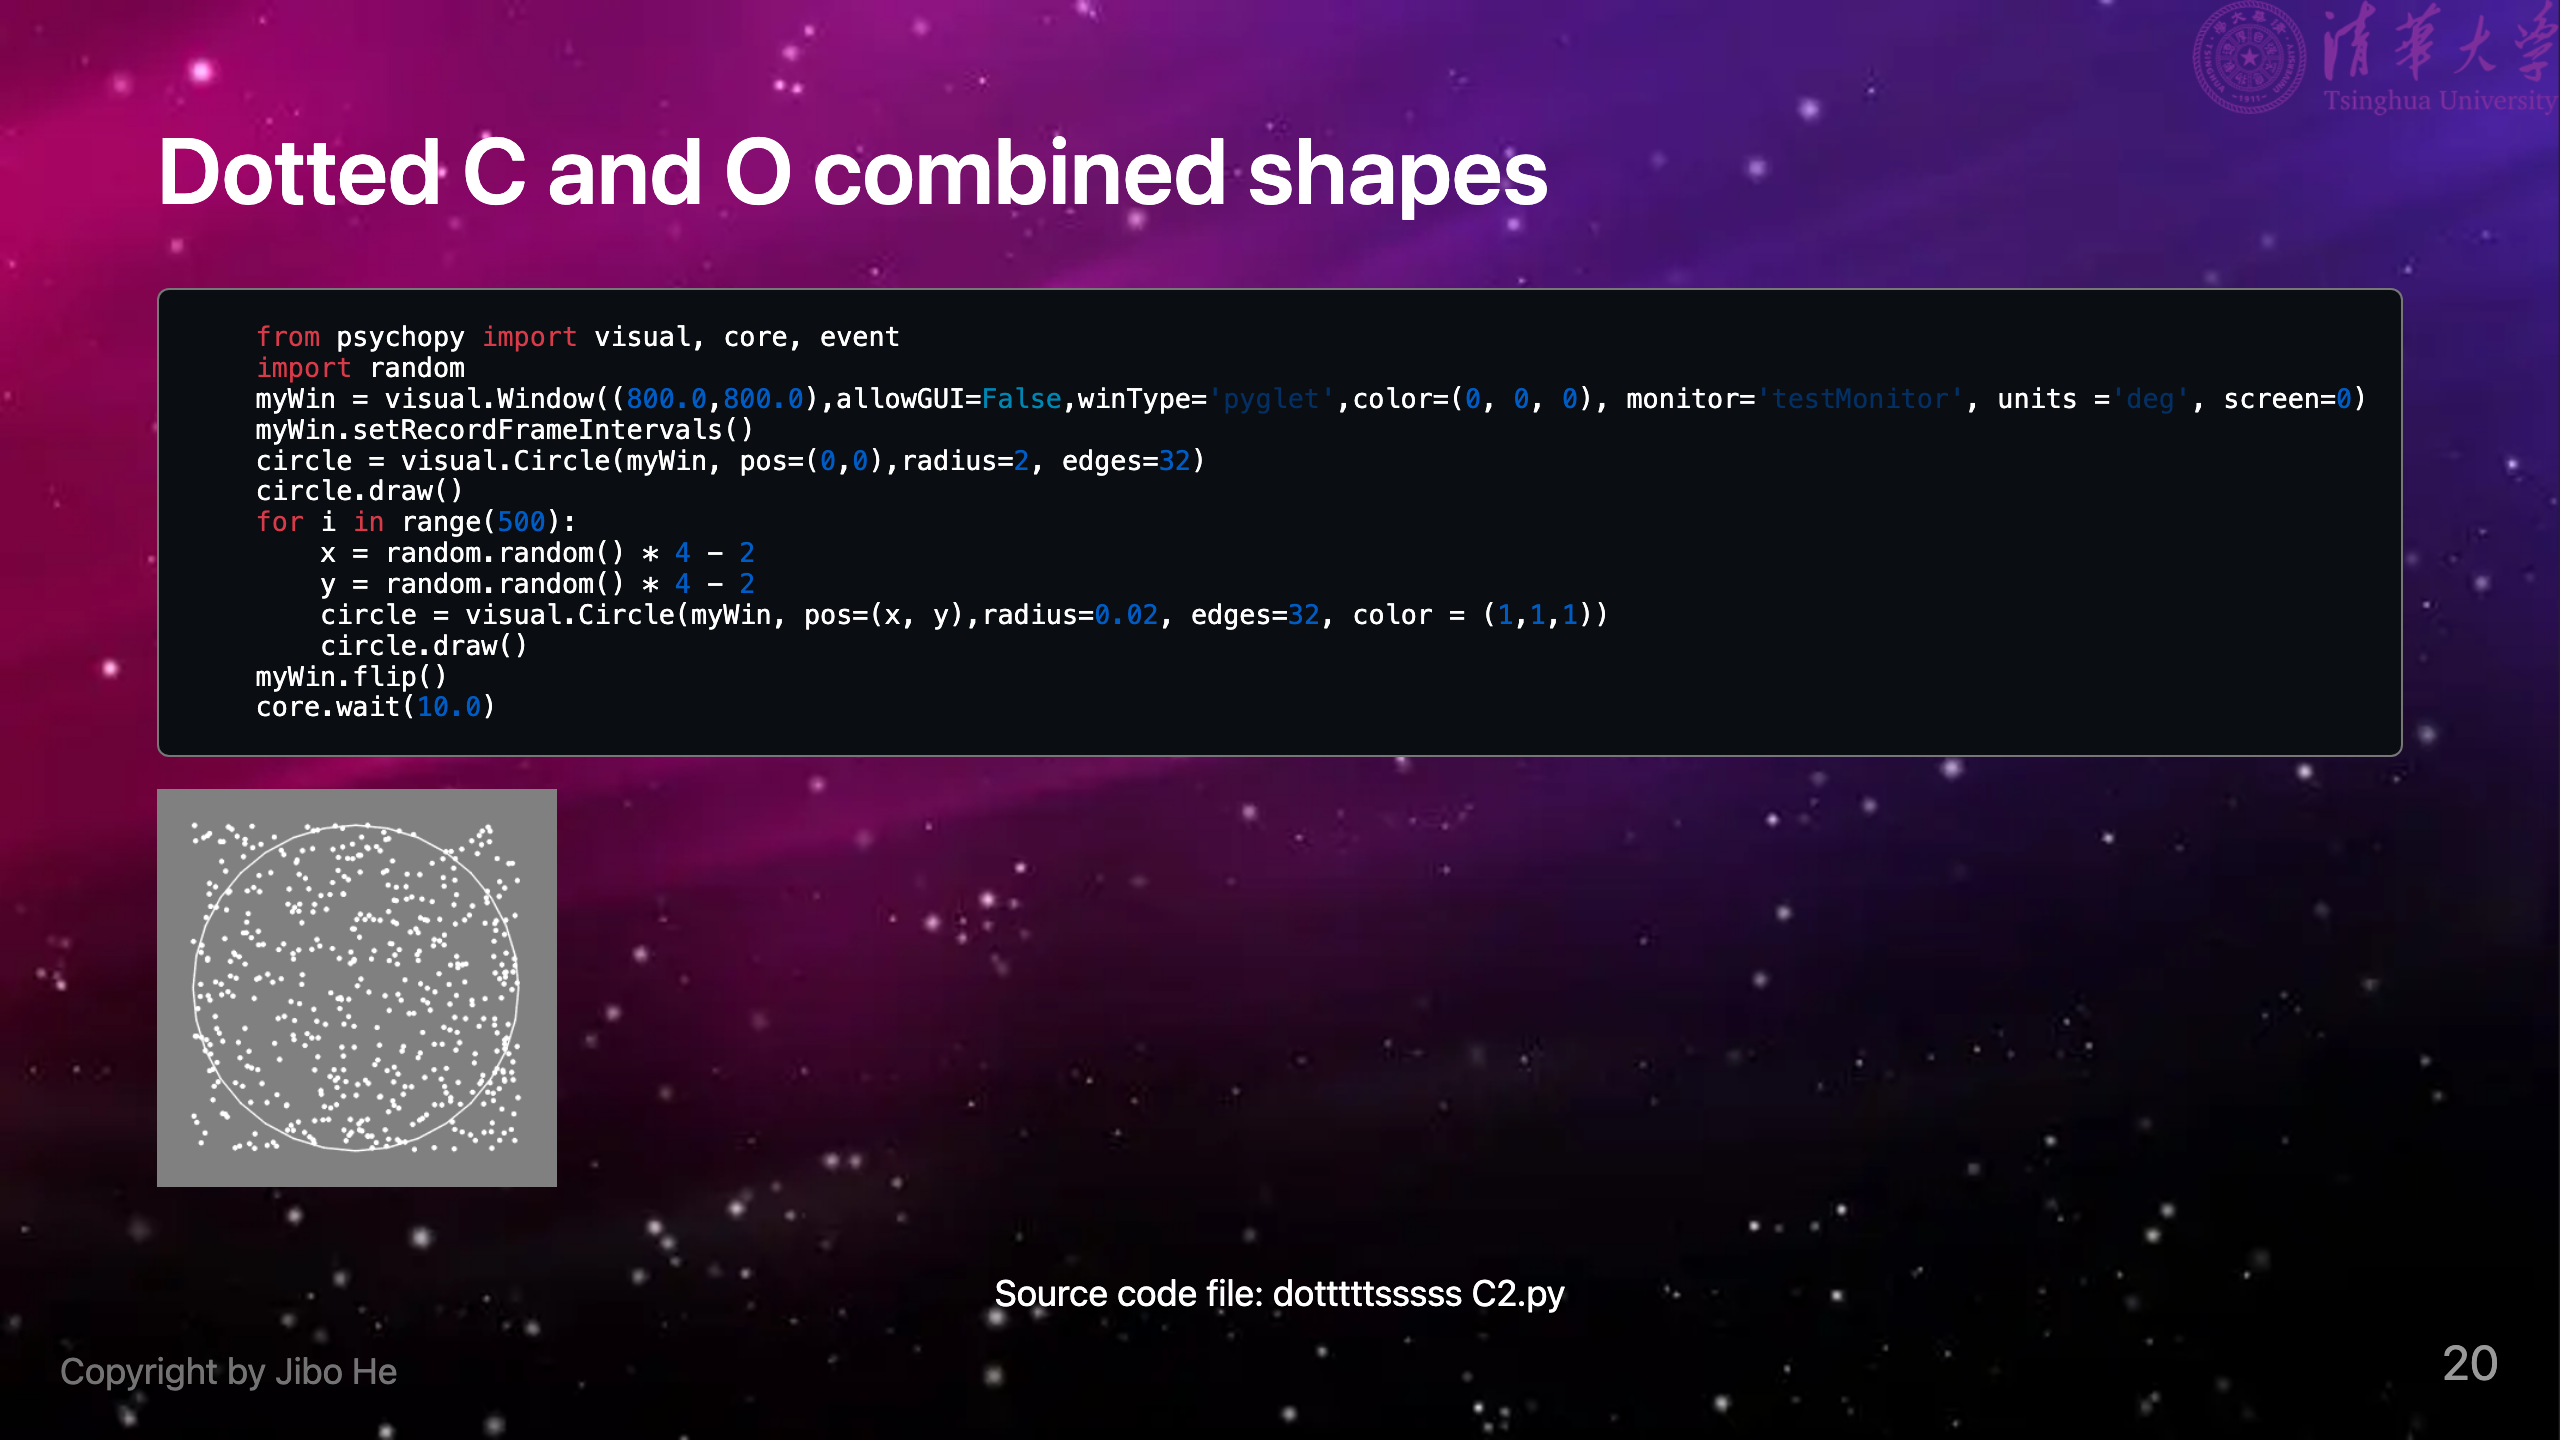 清华大学
Tsinghua University
Dotted C and O combined shapes
from psychopy import visual, core, event
import random
myWin = visual.Window((800.0,800.0),allowGUI=False,winType='pyglet',color=(0, 0, 0), monitor='testMonitor', units ='deg', screen=0)
myWin.setRecordFrameIntervals()
circle = visual.Circle(myWin, pos=(0,0),radius=2, edges=32)
circle.draw()
for i in range(500):
    x = random.random() * 4 - 2
    y = random.random() * 4 - 2
    circle = visual.Circle(myWin, pos=(x, y),radius=0.02, edges=32, color = (1,1,1))
    circle.draw()
myWin.flip()
core.wait(10.0)
Source code file: dotttttsssss C2.py
Copyright by Jibo He
20